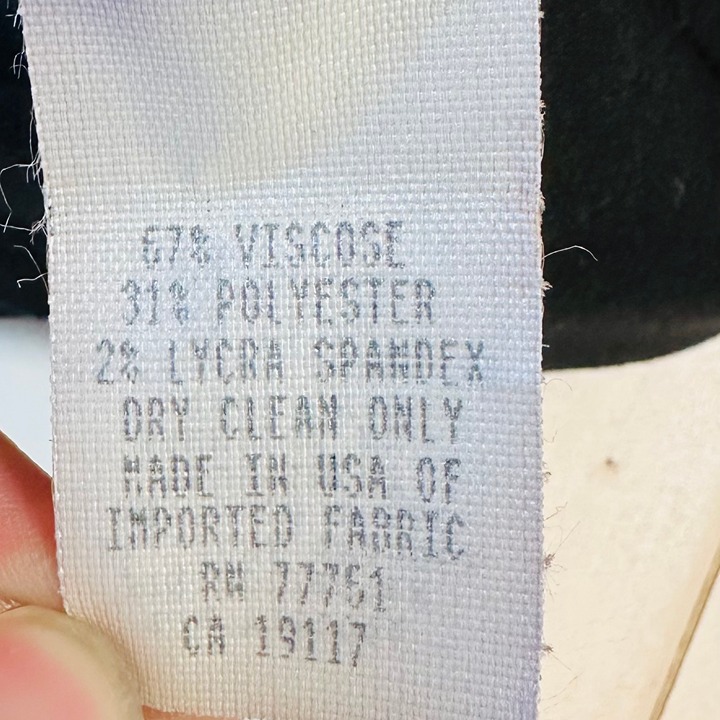 67% VISCOSE
31% POLYESTER
2% LYCRA SPANDEX
DRY CLEAN ONLY
MADE IN USA OF
IMPORTED FABRIC
RN 77751
CA 19117